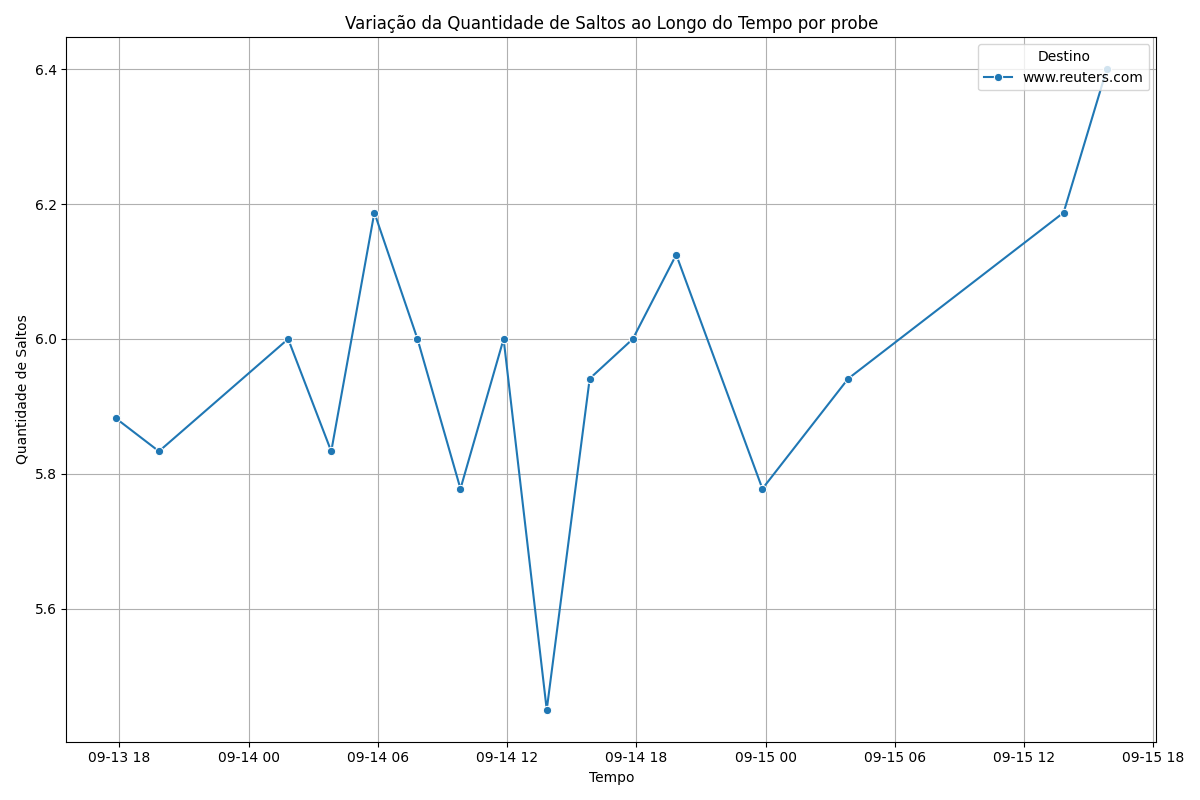 Variação da Quantidade de Saltos ao Longo do Tempo por probe
Destino
www.reuters.com
6.4
6.2
6.0
5.8
5.6
Quantidade de Saltos
09-13 18 09-14 00 09-14 06 09-14 12 09-14 18 09-15 00 09-15 06 09-15 12 09-15 18
Tempo